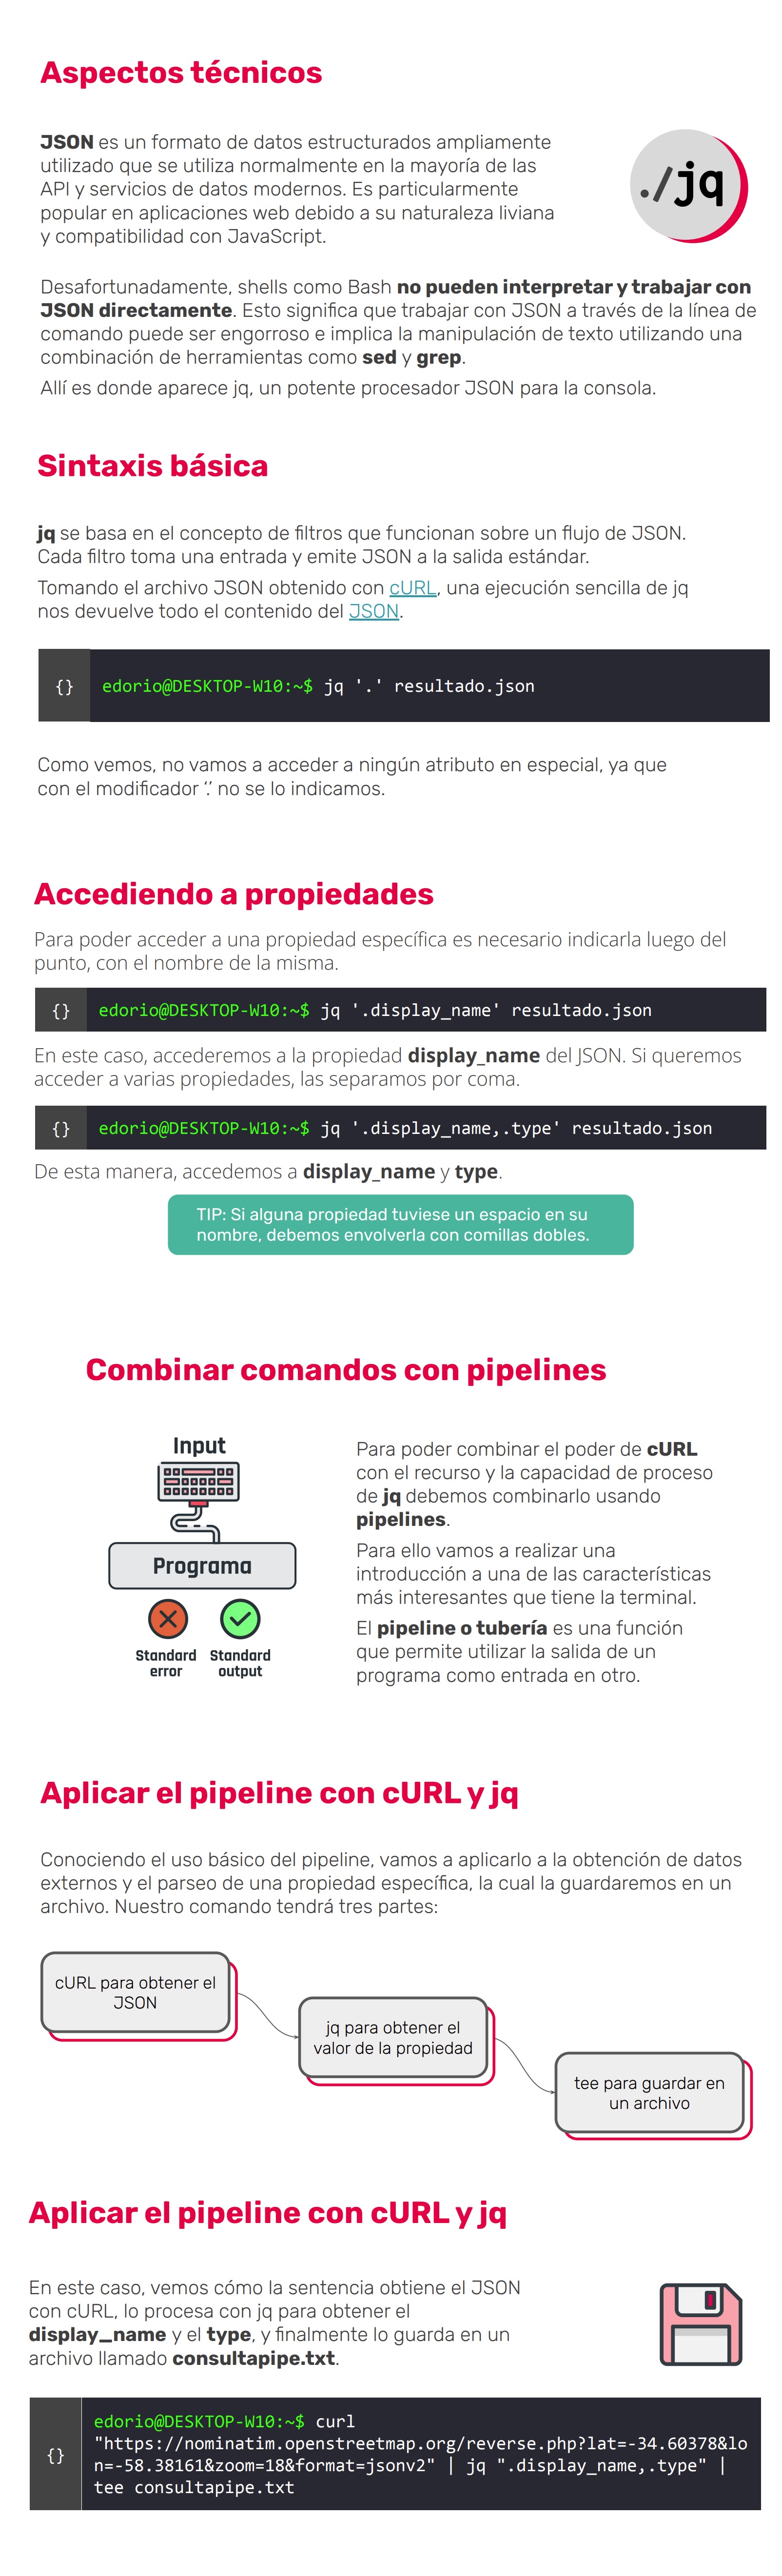 Aspectos técnicos
JSON es un formato de datos estructurados ampliamente
utilizado que se utiliza normalmente en la mayoría de las
API y servicios de datos modernos. Es particularmente
popular en aplicaciones web debido a su naturaleza liviana
y compatibilidad con JavaScript.
./jq
Desafortunadamente, shells como Bash no pueden interpretar y trabajar con
JSON directamente. Esto significa que trabajar con JSON a través de la línea de
comando puede ser engorroso e implica la manipulación de texto utilizando una
combinación de herramientas como sed y grep.
Allí es donde aparece jq, un potente procesador JSON para la consola.
Sintaxis básica
jq se basa en el concepto de filtros que funcionan sobre un flujo de JSON.
Cada filtro toma una entrada y emite JSON a la salida estándar.
Tomando el archivo JSON obtenido con cURL, una ejecución sencilla de jq
nos devuelve todo el contenido del JSON.
{} edorio@DESKTOP-W10:~$ jq '.' resultado.json
Como vemos, no vamos a acceder a ningún atributo en especial, ya que
con el modificador ‘.’ no se lo indicamos.
Accediendo a propiedades
Para poder acceder a una propiedad específica es necesario indicarla luego del
punto, con el nombre de la misma.
{} edorio@DESKTOP-W10:~$ jq '.display_name' resultado.json
En este caso, accederemos a la propiedad display_name del JSON. Si queremos
acceder a varias propiedades, las separamos por coma.
{} edorio@DESKTOP-W10:~$ jq '.display_name,.type' resultado.json
De esta manera, accedemos a display_name y type.
TIP: Si alguna propiedad tuviese un espacio en su
nombre, debemos envolverla con comillas dobles.
Combinar comandos con pipelines
Input
Programa
Standard error
Standard output
Para poder combinar el poder de cURL
con el recurso y la capacidad de proceso
de jq debemos combinarlo usando
pipelines.
Para ello vamos a realizar una
introducción a una de las características
más interesantes que tiene la terminal.
El pipeline o tubería es una función
que permite utilizar la salida de un
programa como entrada en otro.
Aplicar el pipeline con cURL y jq
Conociendo el uso básico del pipeline, vamos a aplicarlo a la obtención de datos
externos y el parseo de una propiedad específica, la cual la guardaremos en un
archivo. Nuestro comando tendrá tres partes:
cURL para obtener el
JSON
jq para obtener el
valor de la propiedad
tee para guardar en
un archivo
Aplicar el pipeline con cURL y jq
En este caso, vemos cómo la sentencia obtiene el JSON
con cURL, lo procesa con jq para obtener el
display_name y el type, y finalmente lo guarda en un
archivo llamado consultapipe.txt.
{}
edorio@DESKTOP-W10:~$ curl
"https://nominatim.openstreetmap.org/reverse.php?lat=-34.60378&lo
n=-58.38161&zoom=18&format=jsonv2" | jq ".display_name,.type" |
tee consultapipe.txt